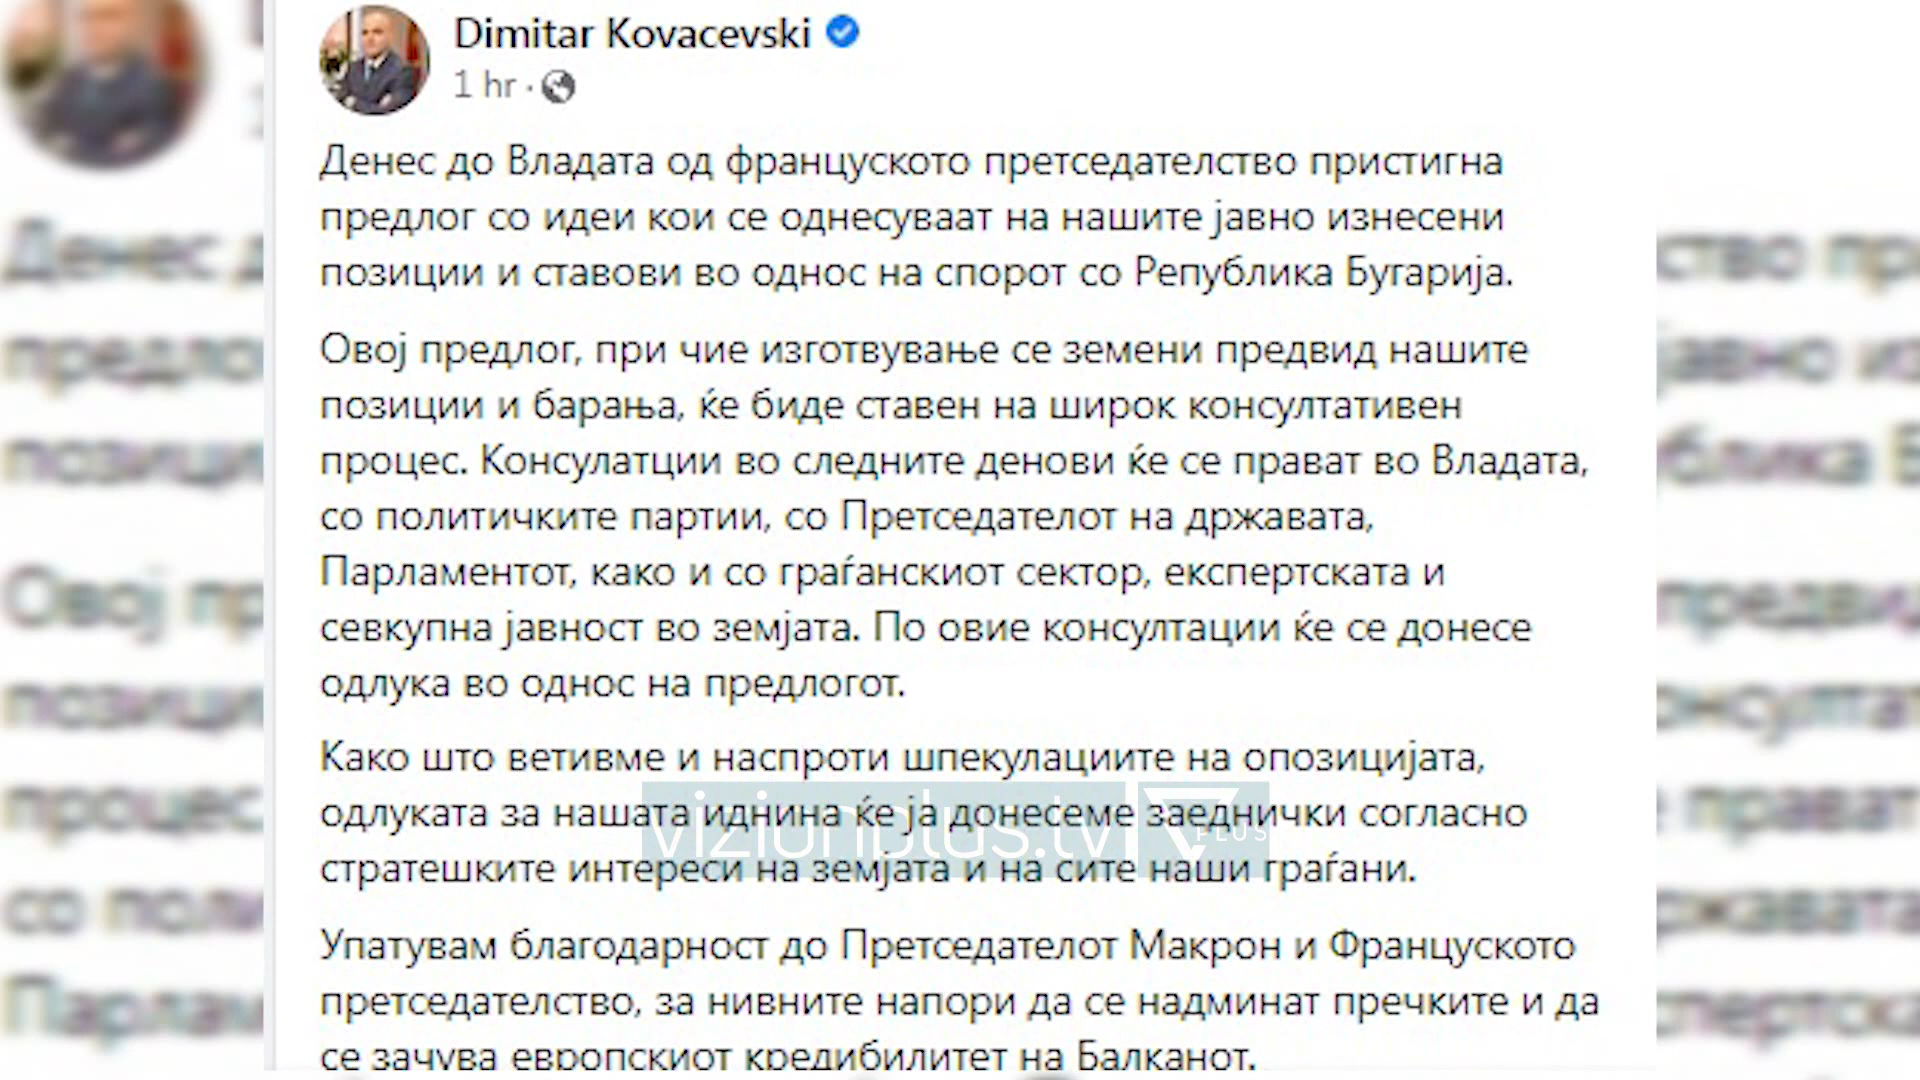 Dimitar Kovacevski
1 hr ·
Денес до Владата од француското претседателство пристигна
предлог со идеи кои се однесуваат на нашите јавно изнесени
позиции и ставови во однос на спорот со Република Бугарија.
Овој предлог, при чие изготвување се земени предвид нашите
позиции и барања, ќе биде ставен на широк консултативен
процес. Консулатции во следните денови ќе се прават во Владата,
со политичките партии, со Претседателот на државата,
Парламентот, како и со граѓанскиот сектор, експертската и
севкупна јавност во земјата. По овие консултации ќе се донесе
одлука во однос на предлогот.
Како што ветивме и наспроти шпекулациите на опозицијата,
одлуката за нашата иднина ќе ја донесеме заеднички согласно
стратешките интереси на земјата и на сите наши граѓани.
Упатувам благодарност до Претседателот Макрон и Француското
претседателство, за нивните напори да се надминат пречките и да
се зачува европскиот кредибилитет на Балканот.
vizionplus.tv PLUS